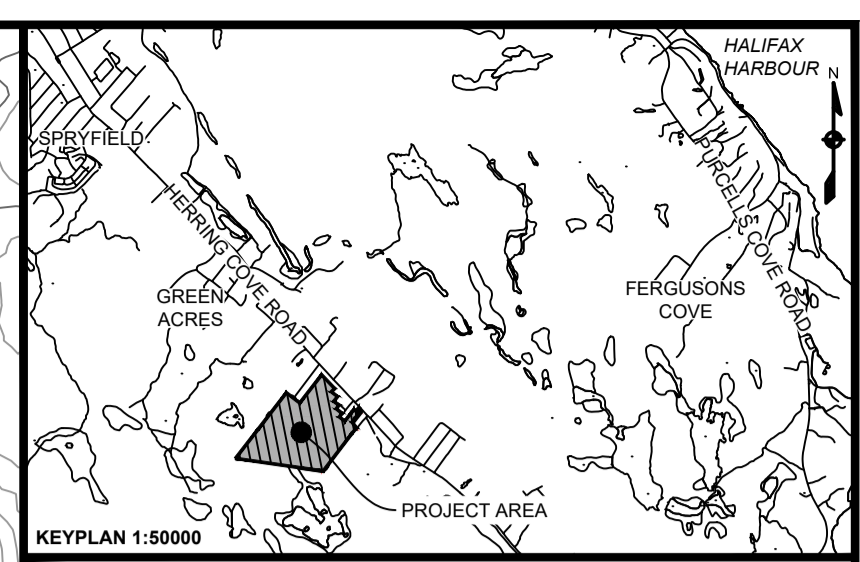 HALIFAX
HARBOUR
N
SPRYFIELD
HERRING COVE ROAD
PURCELLS COVE ROAD
GREEN
ACRES
FERGUSONS
COVE
PROJECT AREA
KEYPLAN 1:50000